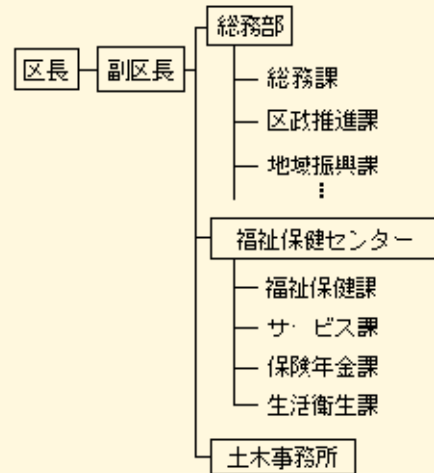 総務部
区長
副区長
総務課
区政推進課
地域振興課
⋮
福祉保健センター
福祉保健課
サービス課
保険年金課
生活衛生課
土木事務所